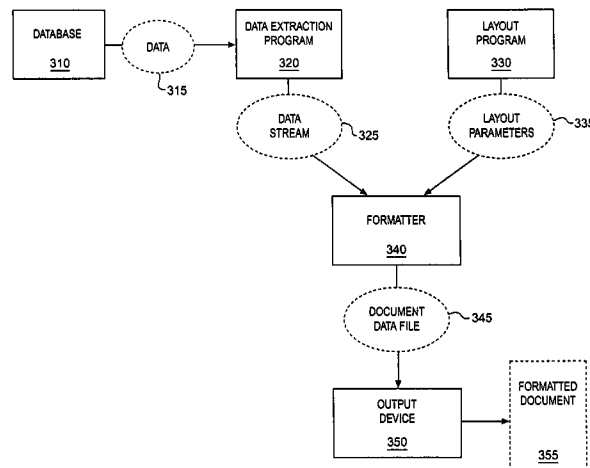 DATABASE
310
DATA
315
DATA EXTRACTION
PROGRAM
320
LAYOUT
PROGRAM
330
DATA
STREAM
325
LAYOUT
PARAMETERS
335
FORMATTER
340
DOCUMENT
DATA FILE
345
OUTPUT
DEVICE
350
FORMATTED
DOCUMENT
355